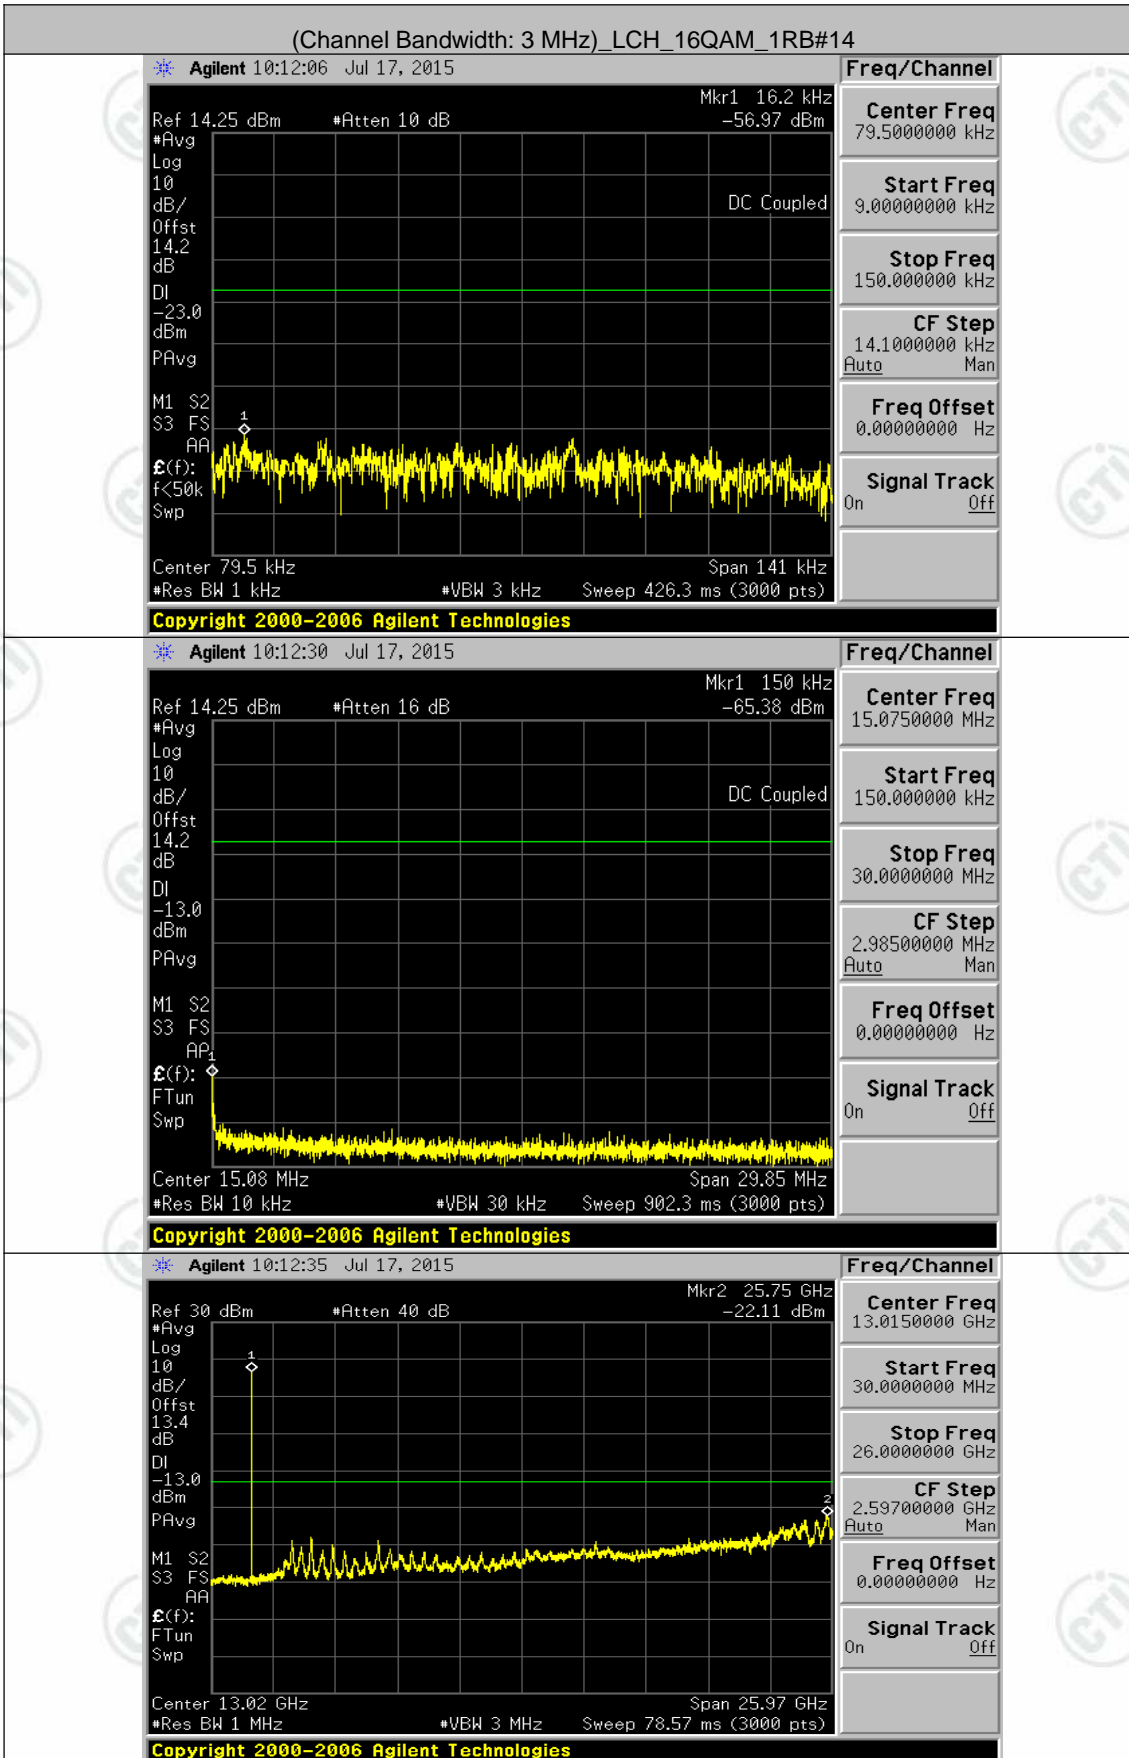 (Channel Bandwidth: 3 MHz)_LCH_16QAM_1RB#14
Agilent 10:12:06 Jul 17, 2015
Freq/Channel
Mkr1 16.2 kHz
Ref 14.25 dBm #Atten 10 dB -56.97 dBm
#Avg
Log
10
dB/
Offst
14.2
dB
DI
-23.0
dBm
PAvg
M1 S2
S3 FS
AA
£(f):
f<50k
Swp
DC Coupled
1
Center 79.5 kHz Span 141 kHz
#Res BW 1 kHz #VBW 3 kHz Sweep 426.3 ms (3000 pts)
Center Freq
79.5000000 kHz
Start Freq
9.00000000 kHz
Stop Freq
150.000000 kHz
CF Step
14.1000000 kHz
Auto Man
Freq Offset
0.00000000 Hz
Signal Track
On Off
Copyright 2000-2006 Agilent Technologies
Agilent 10:12:30 Jul 17, 2015
Freq/Channel
Mkr1 150 kHz
Ref 14.25 dBm #Atten 16 dB -65.38 dBm
#Avg
Log
10
dB/
Offst
14.2
dB
DI
-13.0
dBm
PAvg
M1 S2
S3 FS
AA
£(f):
FTun
Swp
DC Coupled
1
Center 15.08 MHz Span 29.85 MHz
#Res BW 10 kHz #VBW 30 kHz Sweep 902.3 ms (3000 pts)
Center Freq
15.0750000 MHz
Start Freq
150.000000 kHz
Stop Freq
30.0000000 MHz
CF Step
2.98500000 MHz
Auto Man
Freq Offset
0.00000000 Hz
Signal Track
On Off
Copyright 2000-2006 Agilent Technologies
Agilent 10:12:35 Jul 17, 2015
Freq/Channel
Mkr2 25.75 GHz
Ref 30 dBm #Atten 40 dB -22.11 dBm
#Avg
Log
10
dB/
Offst
13.4
dB
DI
-13.0
dBm
PAvg
M1 S2
S3 FS
AA
£(f):
FTun
Swp
1
2
Center 13.02 GHz Span 25.97 GHz
#Res BW 1 MHz #VBW 3 MHz Sweep 78.57 ms (3000 pts)
Center Freq
13.0150000 GHz
Start Freq
30.0000000 MHz
Stop Freq
26.0000000 GHz
CF Step
2.59700000 GHz
Auto Man
Freq Offset
0.00000000 Hz
Signal Track
On Off
Copyright 2000-2006 Agilent Technologies
CTI
CTI
CTI
CTI
CTI
CTI
CTI
CTI